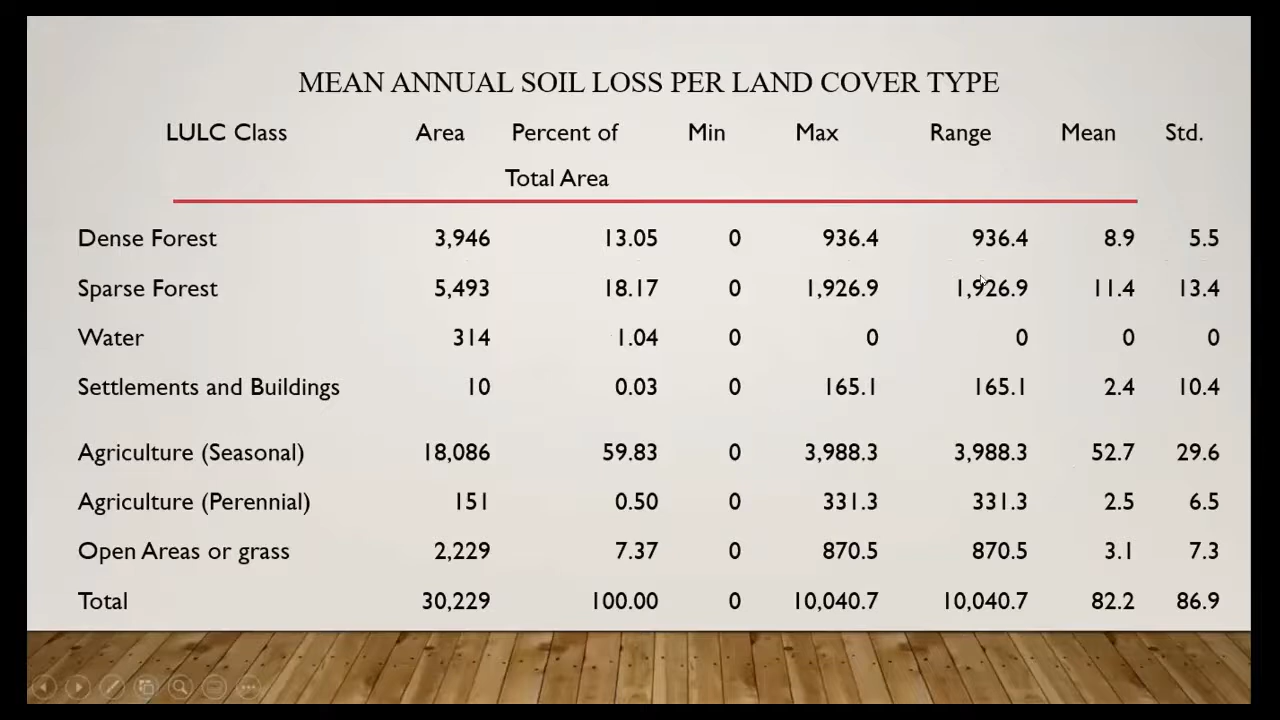 MEAN ANNUAL SOIL LOSS PER LAND COVER TYPE
LULC Class Area Percent of Min Max Range Mean Std.
Total Area
Dense Forest 3,946 13.05 0 936.4 936.4 8.9 5.5
Sparse Forest 5,493 18.17 0 1,926.9 1,926.9 11.4 13.4
Water 314 1.04 0 0 0 0 0
Settlements and Buildings 10 0.03 0 165.1 165.1 2.4 10.4
Agriculture (Seasonal) 18,086 59.83 0 3,988.3 3,988.3 52.7 29.6
Agriculture (Perennial) 151 0.50 0 331.3 331.3 2.5 6.5
Open Areas or grass 2,229 7.37 0 870.5 870.5 3.1 7.3
Total 30,229 100.00 0 10,040.7 10,040.7 82.2 86.9